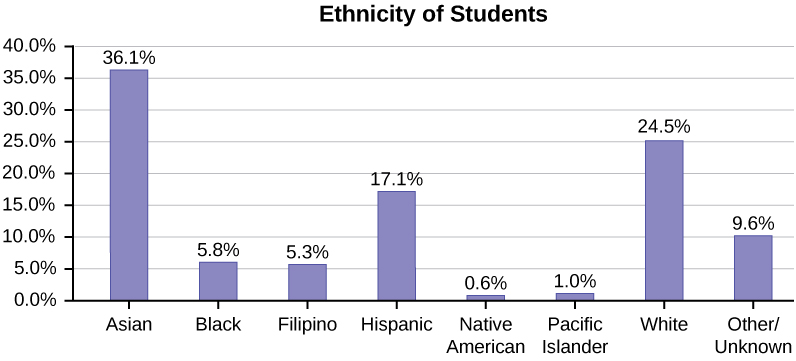 Ethnicity of Students
40.0%
35.0%
30.0%
25.0%
20.0%
15.0%
10.0%
5.0%
0.0%
36.1%
5.8%
5.3%
17.1%
0.6%
1.0%
24.5%
9.6%
Asian
Black
Filipino
Hispanic
Native
American
Pacific
Islander
White
Other/
Unknown